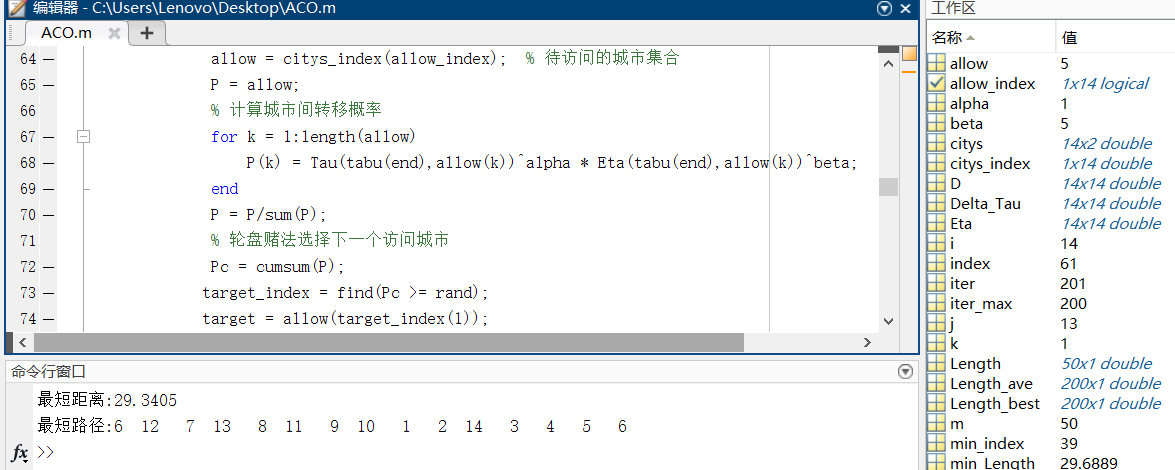 编辑器 - C:\Users\Lenovo\Desktop\ACO.m
ACO.m
64 allow = citys_index(allow_index); % 待访问的城市集合
65 P = allow;
66 % 计算城市间转移概率
67 for k = 1:length(allow)
68 P(k) = Tau(tabu(end),allow(k))^alpha * Eta(tabu(end),allow(k))^beta;
69 end
70 P = P/sum(P);
71 % 轮盘赌法选择下一个访问城市
72 Pc = cumsum(P);
73 target_index = find(Pc >= rand);
74 target = allow(target_index(1));
命令行窗口
最短距离:29.3405
最短路径:6 12 7 13 8 11 9 10 1 2 14 3 4 5 6
fx >>
工作区
名称 值
allow 5
allow_index 1x14 logical
alpha 1
beta 5
citys 14x2 double
citys_index 1x14 double
D 14x14 double
Delta_Tau 14x14 double
Eta 14x14 double
i 14
index 61
iter 201
iter_max 200
j 13
k 1
Length 50x1 double
Length_ave 200x1 double
Length_best 200x1 double
m 50
min_index 39
min_Length 29.6889